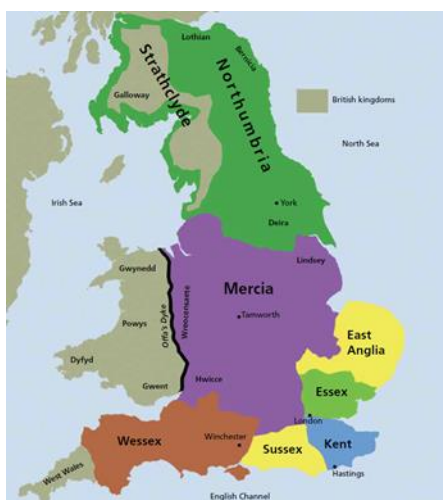 Lothian
Bernicia
Strathclyde
Northumbria
Galloway
British kingdoms
North Sea
Irish Sea
York
Deira
Lindsey
Gwynedd
Offa's Dyke
Wreocensaete
Mercia
Powys
Tamworth
East
Anglia
Dyfyd
Gwent
Hwicce
Essex
London
Wessex
Winchester
Sussex
Kent
Hastings
West Wales
English Channel